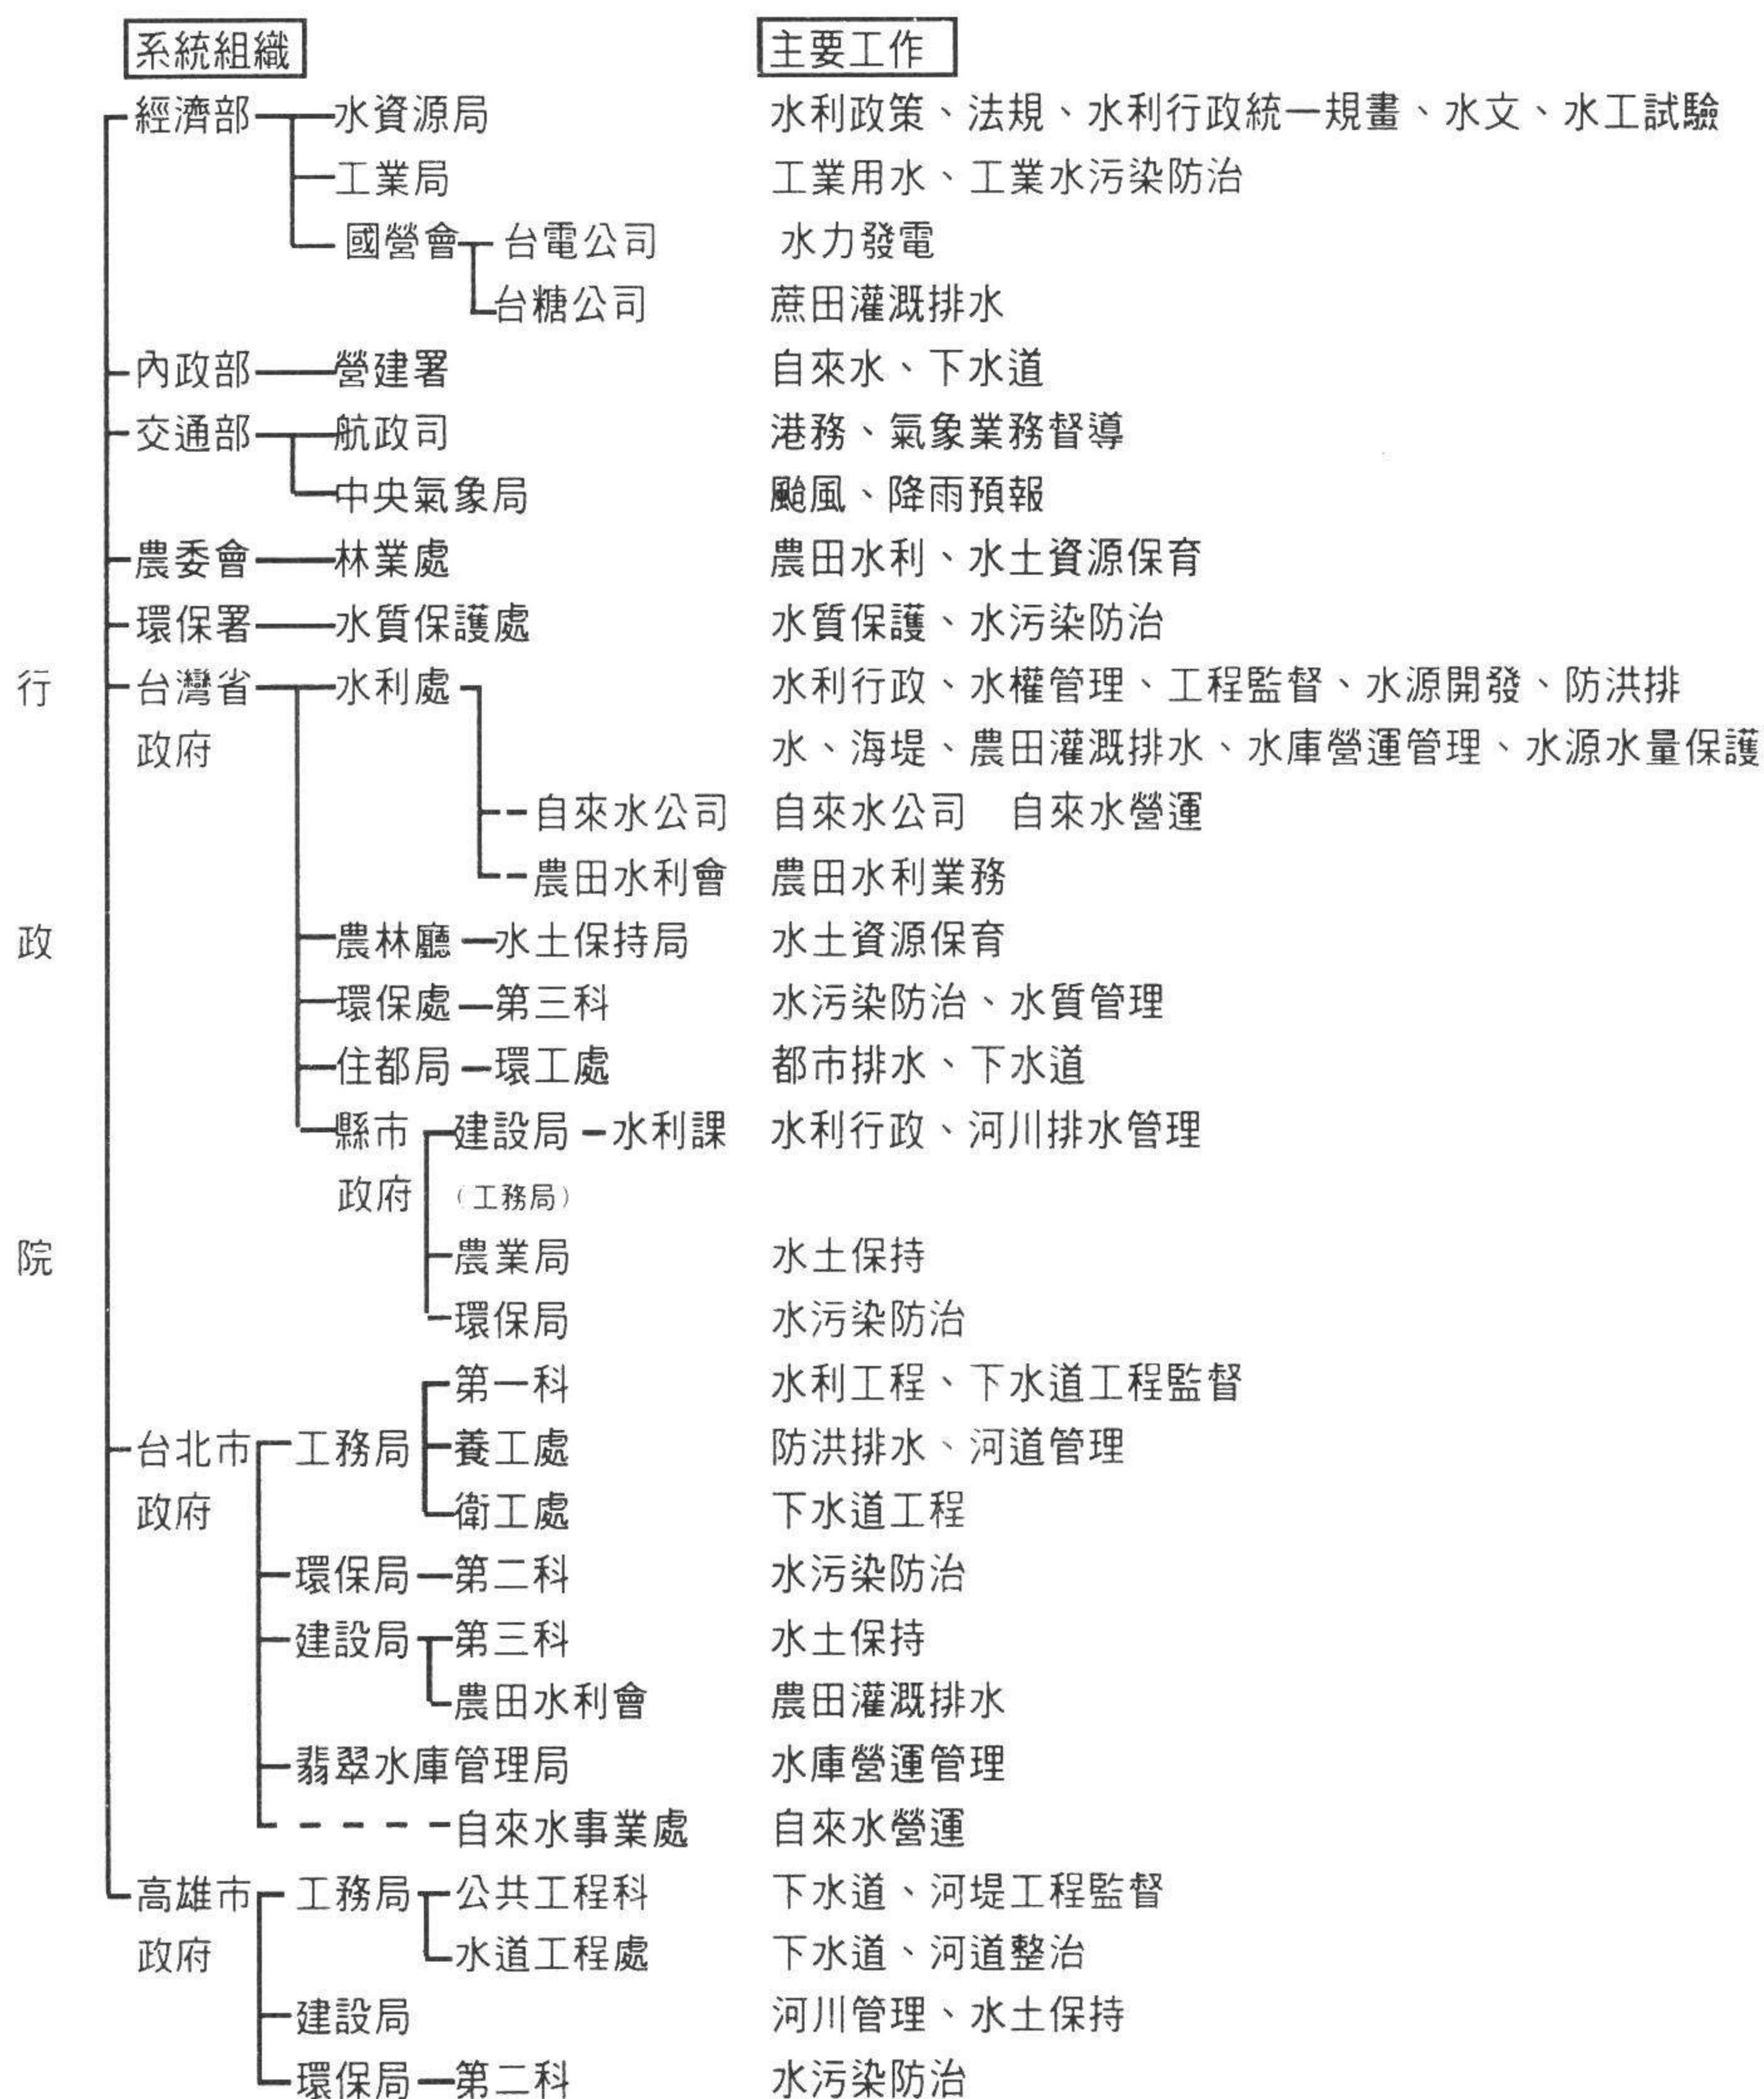 系統組織 主要工作
經濟部 水資源局 水利政策、法規、水利行政統一規畫、水文、水工試驗
工業局 工業用水、工業水污染防治
國營會 台電公司 水力發電
台糖公司 蔗田灌溉排水
內政部 營建署 自來水、下水道
交通部 航政司 港務、氣象業務督導
中央氣象局 颱風、降雨預報
農委會 林業處 農田水利、水土資源保育
環保署 水質保護處 水質保護、水污染防治
行 台灣省 水利處 水利行政、水權管理、工程監督、水源開發、防洪排
政府 水、海堤、農田灌溉排水、水庫營運管理、水源水量保護
自來水公司 自來水公司 自來水營運
農田水利會 農田水利業務
政 農林廳 水土保持局 水土資源保育
環保處 第三科 水污染防治、水質管理
住都局 環工處 都市排水、下水道
縣市 建設局 水利課 水利行政、河川排水管理
政府 (工務局)
院 農業局 水土保持
環保局 水污染防治
第一科 水利工程、下水道工程監督
台北市 工務局 養工處 防洪排水、河道管理
政府 衛工處 下水道工程
環保局 第二科 水污染防治
建設局 第三科 水土保持
農田水利會 農田灌溉排水
翡翠水庫管理局 水庫營運管理
自來水事業處 自來水營運
高雄市 工務局 公共工程科 下水道、河堤工程監督
政府 水道工程處 下水道、河道整治
建設局 河川管理、水土保持
環保局 第二科 水污染防治